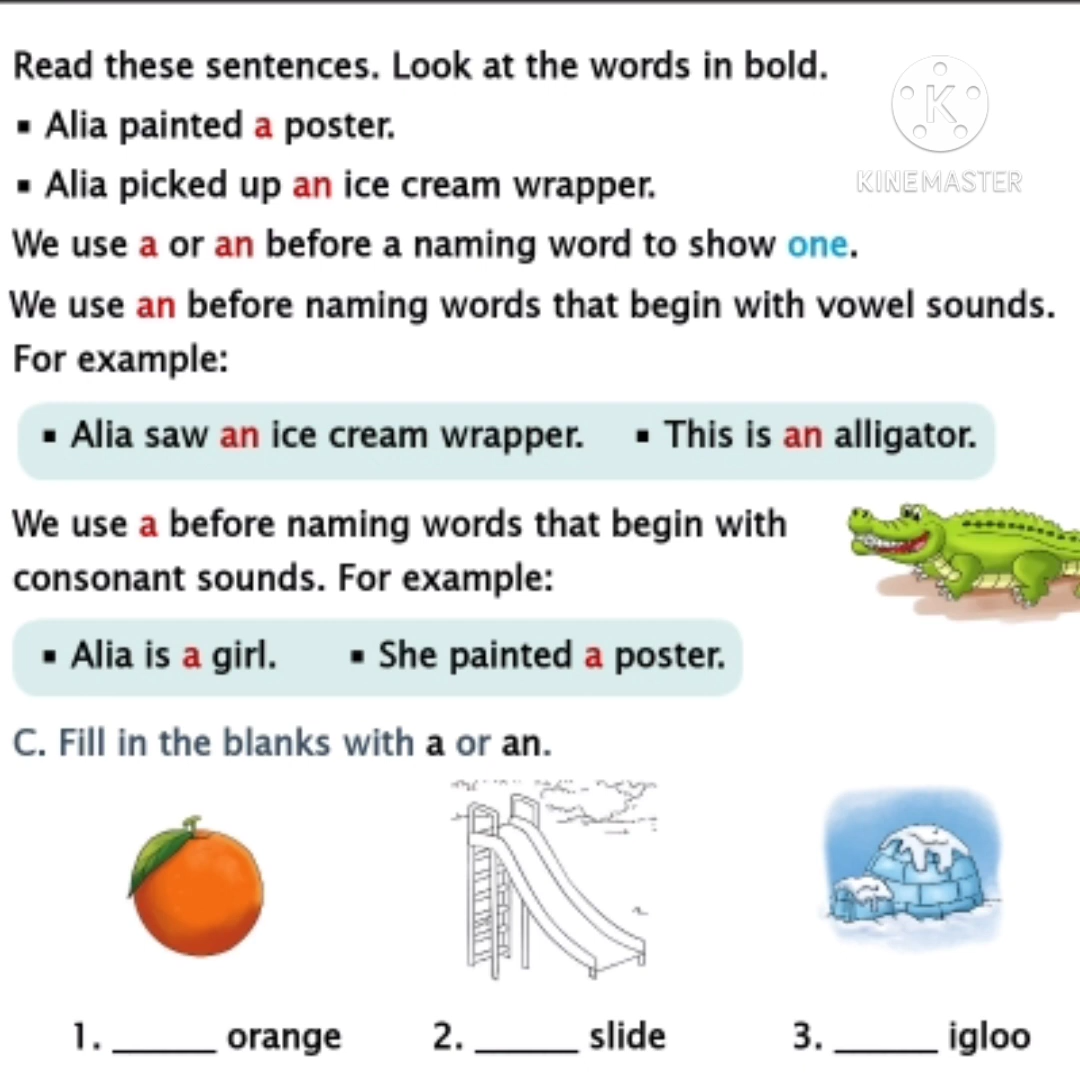 Read these sentences. Look at the words in bold.
KINEMASTER
▪ Alia painted a poster.
▪ Alia picked up an ice cream wrapper.
We use a or an before a naming word to show one.
We use an before naming words that begin with vowel sounds.
For example:
▪ Alia saw an ice cream wrapper. ▪ This is an alligator.
We use a before naming words that begin with
consonant sounds. For example:
▪ Alia is a girl. ▪ She painted a poster.
C. Fill in the blanks with a or an.
1. ______ orange 2. ______ slide 3. ______ igloo